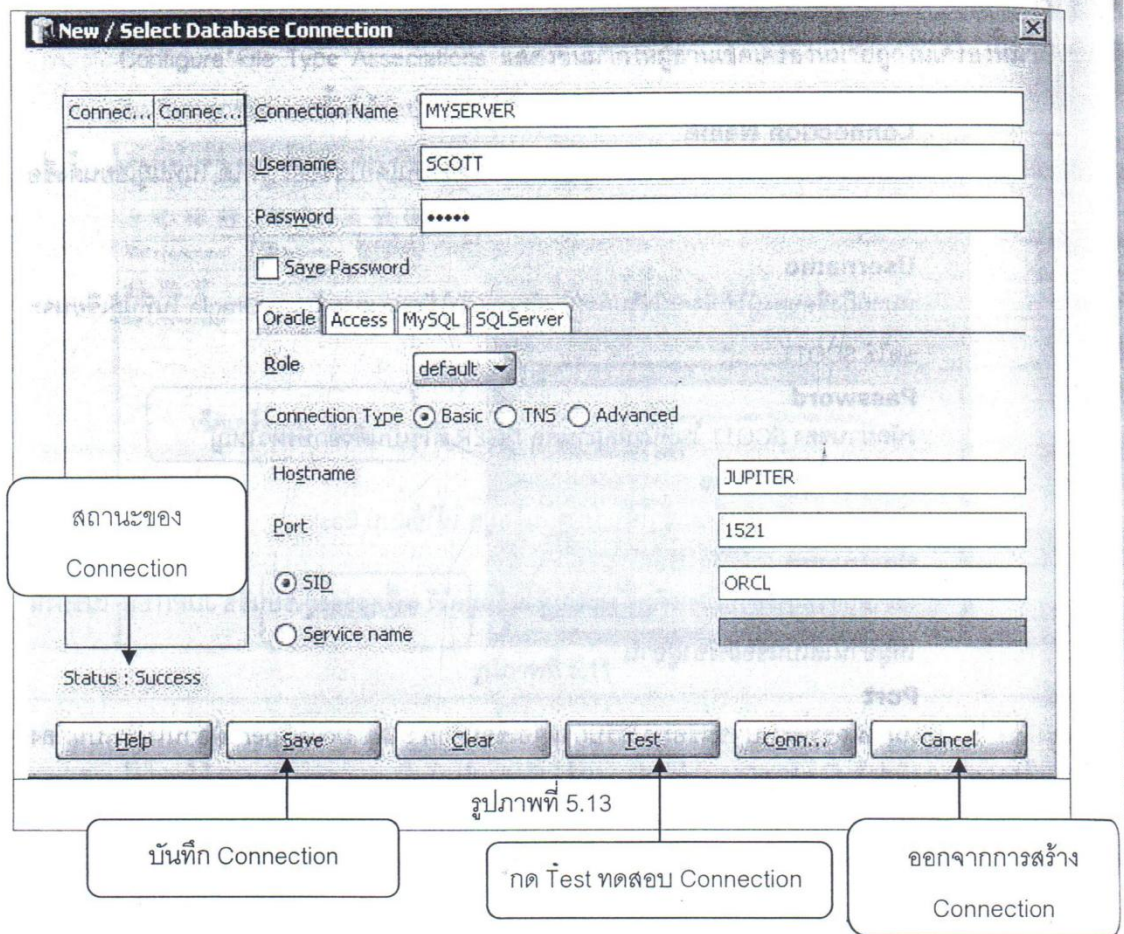 New / Select Database Connection
Connec... Connec...
Connection Name MYSERVER
Username SCOTT
Password •••••
Save Password
Oracle Access MySQL SQLServer
Role default
Connection Type Basic TNS Advanced
Hostname JUPITER
Port 1521
SID ORCL
Service name
สถานะของ
Connection
Status : Success
Help Save Clear Test Conn... Cancel
รูปภาพที่ 5.13
บันทึก Connection
กด Test ทดสอบ Connection
ออกจากการสร้าง
Connection